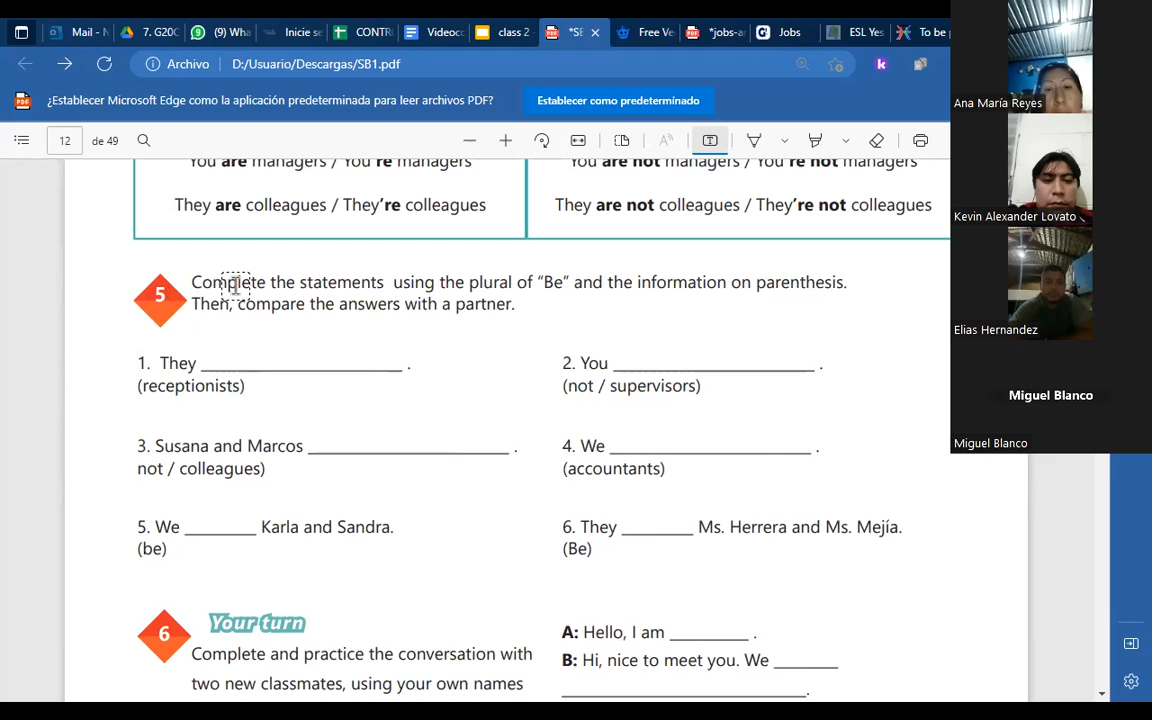 Mail - N
7. G20C
(9) Wha
Inicie se
CONTR
Videoco
class 2 -
*SB
Free Ve
*jobs-a
Jobs
ESL Yes
To be p
Archivo
D:/Usuario/Descargas/SB1.pdf
¿Establecer Microsoft Edge como la aplicación predeterminada para leer archivos PDF?
Establecer como predeterminado
12
de 49
You are managers / You're managers
You are not managers / You're not managers
They are colleagues / They're colleagues
They are not colleagues / They're not colleagues
5
Complete the statements using the plural of “Be” and the information on parenthesis.
Then, compare the answers with a partner.
1. They ________________________ .
(receptionists)
2. You ________________________ .
(not / supervisors)
3. Susana and Marcos ________________________ .
not / colleagues)
4. We ________________________ .
(accountants)
5. We ________ Karla and Sandra.
(be)
6. They ________ Ms. Herrera and Ms. Mejía.
(Be)
6
Your turn
Complete and practice the conversation with
two new classmates, using your own names
A: Hello, I am _________ .
B: Hi, nice to meet you. We _______
_____________________________.
Ana María Reyes
Kevin Alexander Lovato
Elias Hernandez
Miguel Blanco
Miguel Blanco